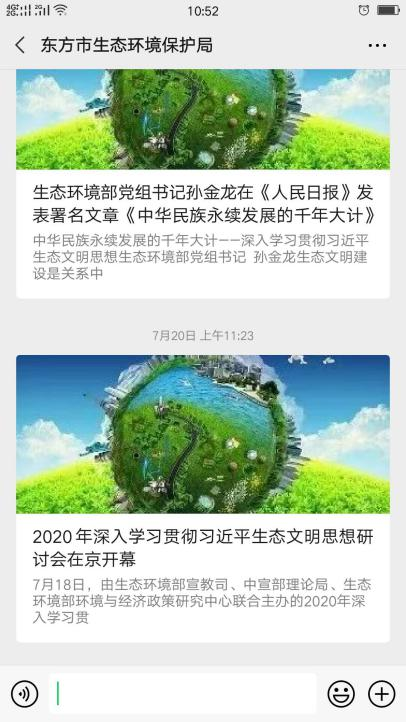 4G+ 2G 2G 10:52
东方市生态环境保护局
生态环境部党组书记孙金龙在《人民日报》发
表署名文章《中华民族永续发展的千年大计》
中华民族永续发展的千年大计——深入学习贯彻习近平
生态文明思想生态环境部党组书记 孙金龙生态文明建
设是关系中
7月20日 上午11:23
2020年深入学习贯彻习近平生态文明思想研
讨会在京开幕
7月18日，由生态环境部宣教司、中宣部理论局、生态
环境部环境与经济政策研究中心联合主办的2020年深
入学习贯